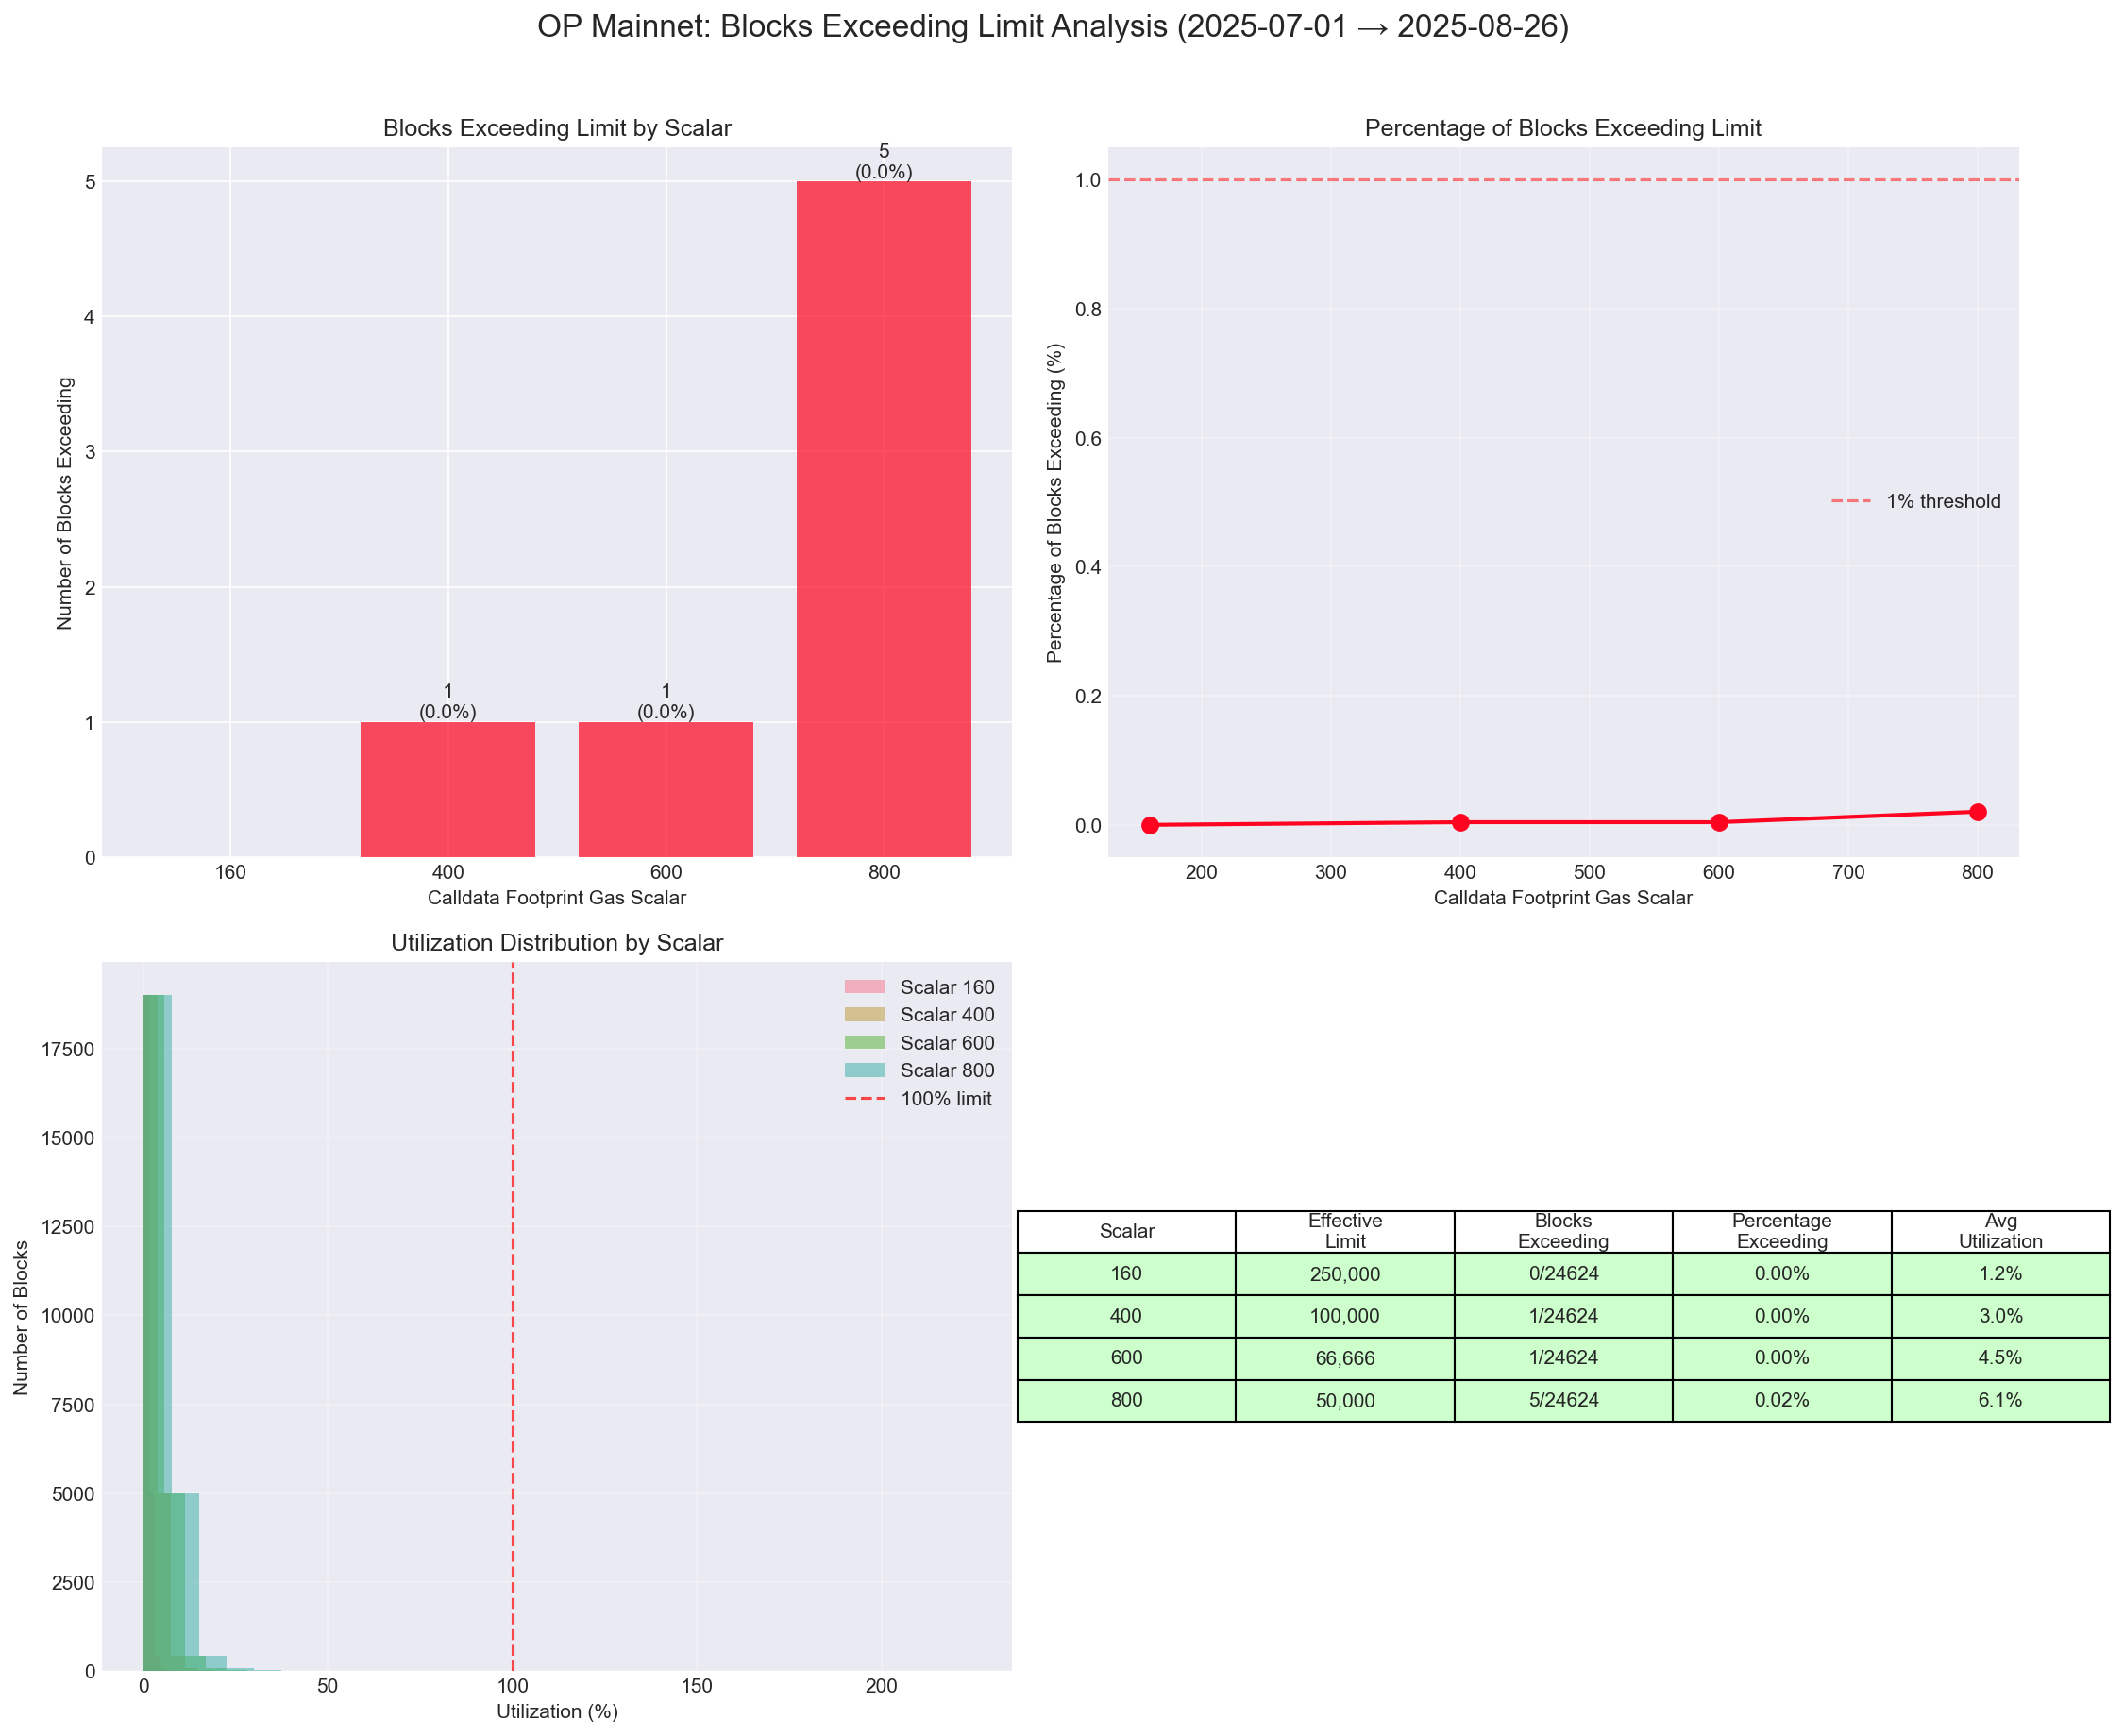 OP Mainnet: Blocks Exceeding Limit Analysis (2025-07-01 → 2025-08-26)
Blocks Exceeding Limit by Scalar
Number of Blocks Exceeding
5
4
3
2
1
0
1
(0.0%)
1
(0.0%)
5
(0.0%)
160 400 600 800
Calldata Footprint Gas Scalar
Percentage of Blocks Exceeding Limit
Percentage of Blocks Exceeding (%)
1.0
0.8
0.6
0.4
0.2
0.0
1% threshold
200 300 400 500 600 700 800
Calldata Footprint Gas Scalar
Utilization Distribution by Scalar
Number of Blocks
17500
15000
12500
10000
7500
5000
2500
0
Scalar 160
Scalar 400
Scalar 600
Scalar 800
100% limit
0 50 100 150 200
Utilization (%)
Scalar Effective Limit Blocks Exceeding Percentage Exceeding Avg Utilization
160 250,000 0/24624 0.00% 1.2%
400 100,000 1/24624 0.00% 3.0%
600 66,666 1/24624 0.00% 4.5%
800 50,000 5/24624 0.02% 6.1%